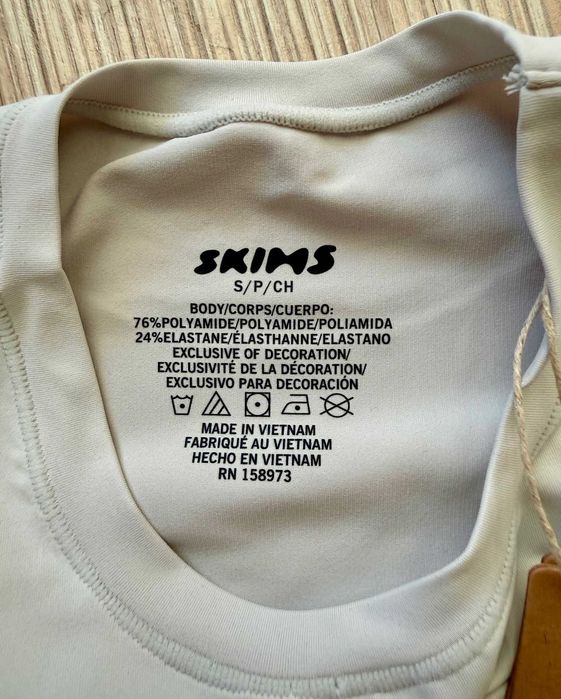 SKIMS
S/P/CH
BODY/CORPS/CUERPO:
76%POLYAMIDE/POLYAMIDE/POLIAMIDA
24%ELASTANE/ÉLASTHANNE/ELASTANO
EXCLUSIVE OF DECORATION/
EXCLUSIVITÉ DE LA DÉCORATION/
EXCLUSIVO PARA DECORACIÓN
MADE IN VIETNAM
FABRIQUÉ AU VIETNAM
HECHO EN VIETNAM
RN 158973